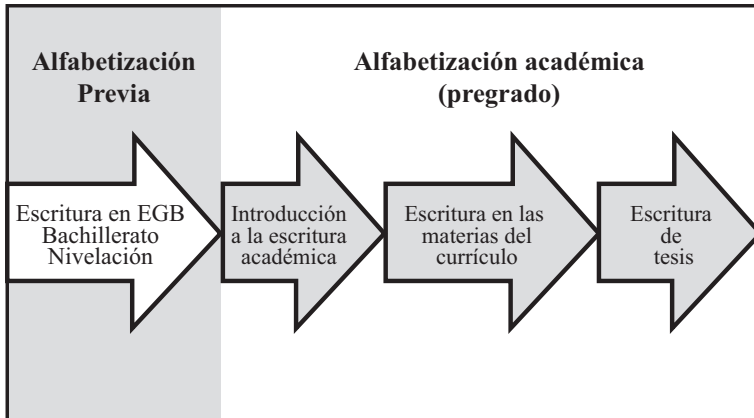 Alfabetización
Previa
Alfabetización académica
(pregrado)
Escritura en EGB
Bachillerato
Nivelación
Introducción
a la escritura
académica
Escritura en las
materias del
currículo
Escritura
de
tesis